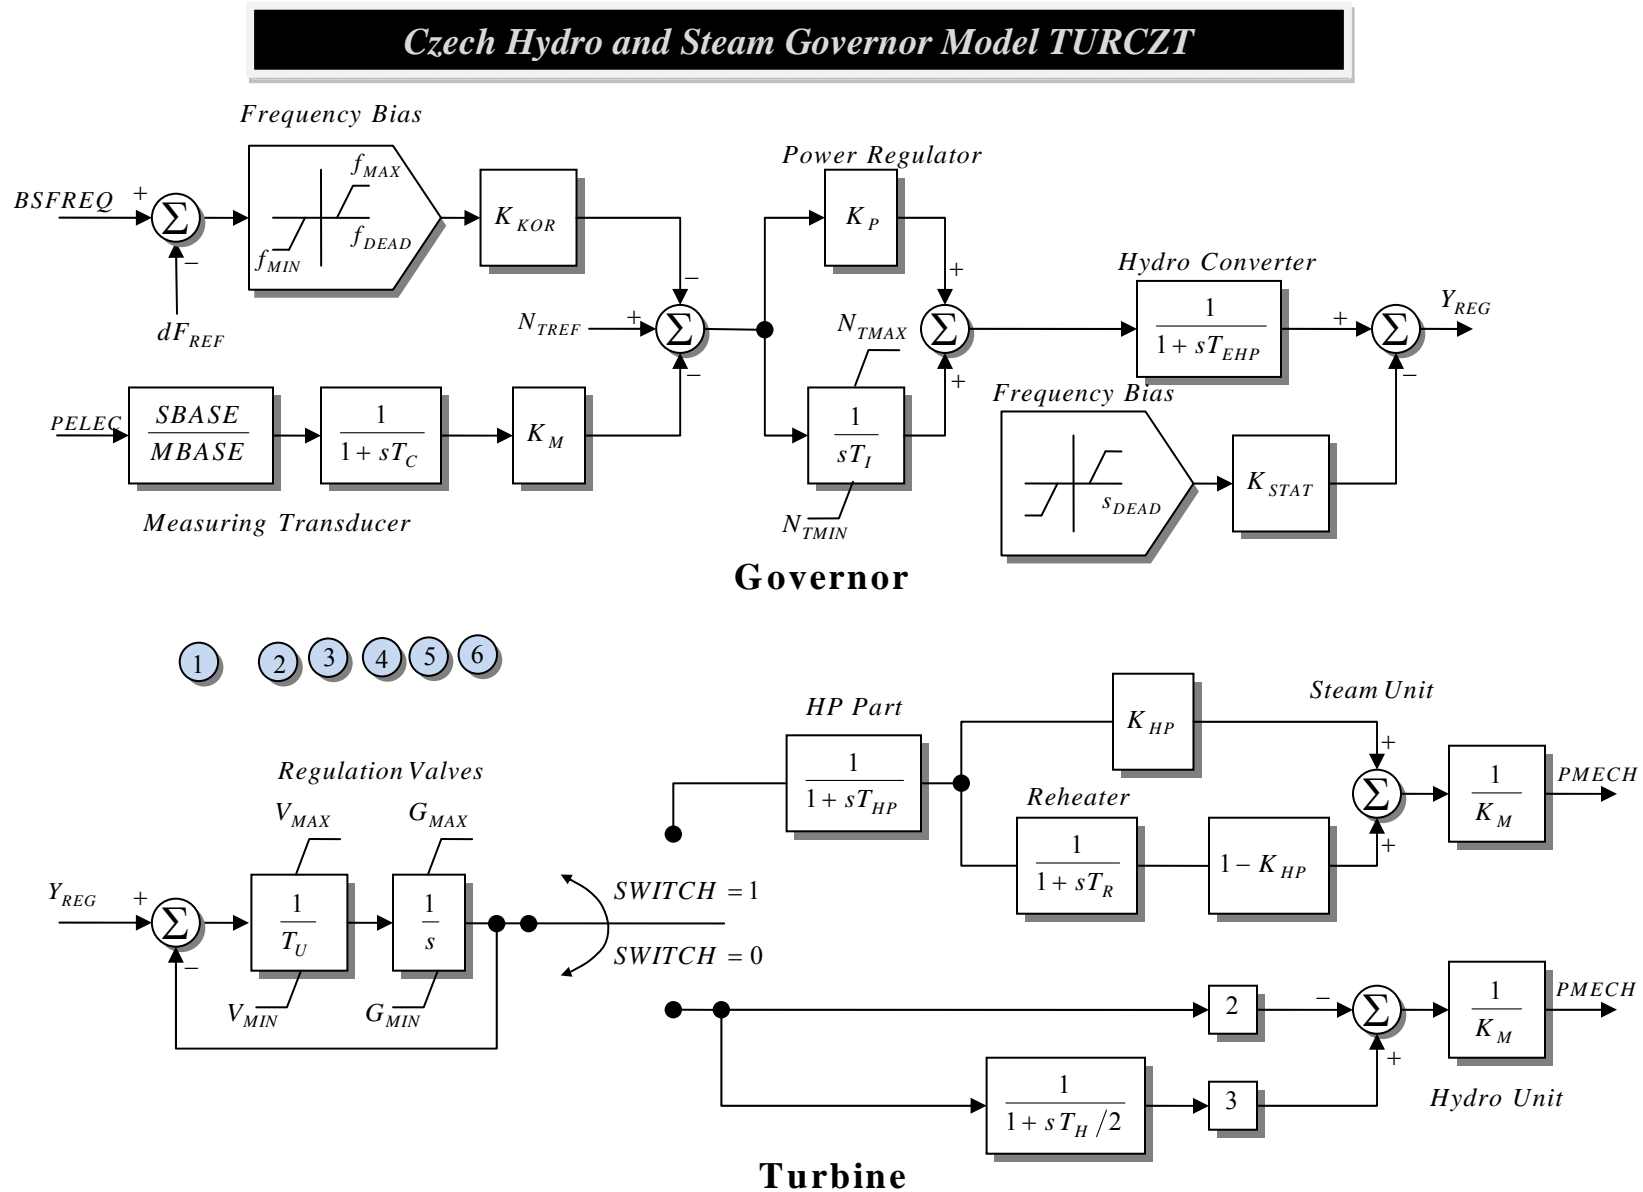 Czech Hydro and Steam Governor Model TURCZT
Frequency Bias
BSFREQ
+
Σ
−
dF_REF
f_MAX
f_DEAD
f_MIN
K_KOR
−
N_TREF
+
Σ
−
PELEC
SBASE
MBASE
1
1 + sT_C
K_M
Measuring Transducer
Power Regulator
K_P
+
N_TMAX
Σ
+
1
sT_I
N_TMIN
Hydro Converter
1
1 + sT_EHP
+
Σ
−
Y_REG
Frequency Bias
s_DEAD
K_STAT
Governor
1 2 3 4 5 6
Regulation Valves
Y_REG
+
Σ
−
V_MAX
1
T_U
V_MIN
G_MAX
1
s
G_MIN
SWITCH = 1
SWITCH = 0
HP Part
1
1 + sT_HP
K_HP
Steam Unit
Reheater
1
1 + sT_R
1 − K_HP
+
Σ
+
1
K_M
PMECH
2
−
Σ
+
1
K_M
PMECH
1
1 + sT_H /2
3
Hydro Unit
Turbine